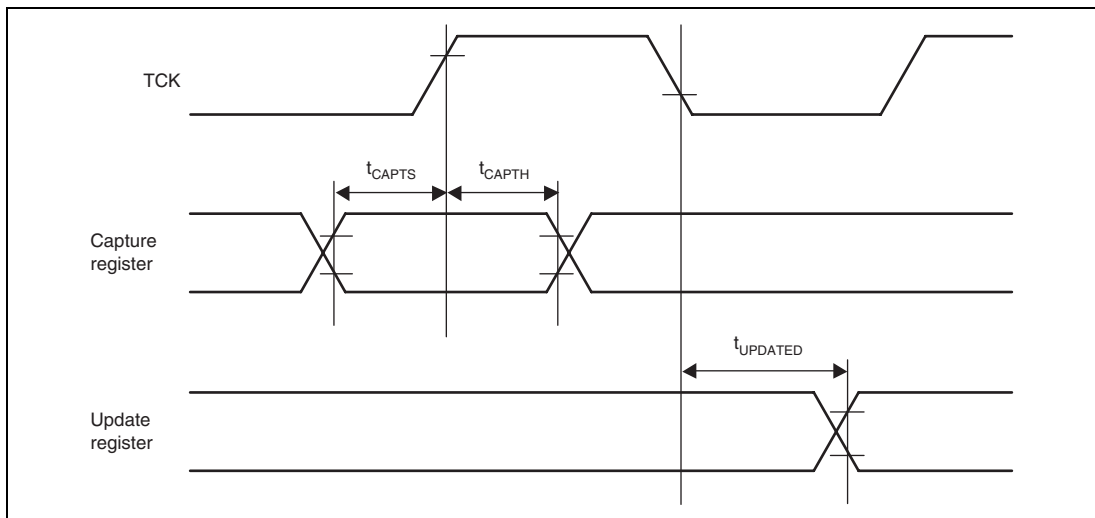 TCK
tCAPTS
tCAPTH
Capture
register
tUPDATED
Update
register